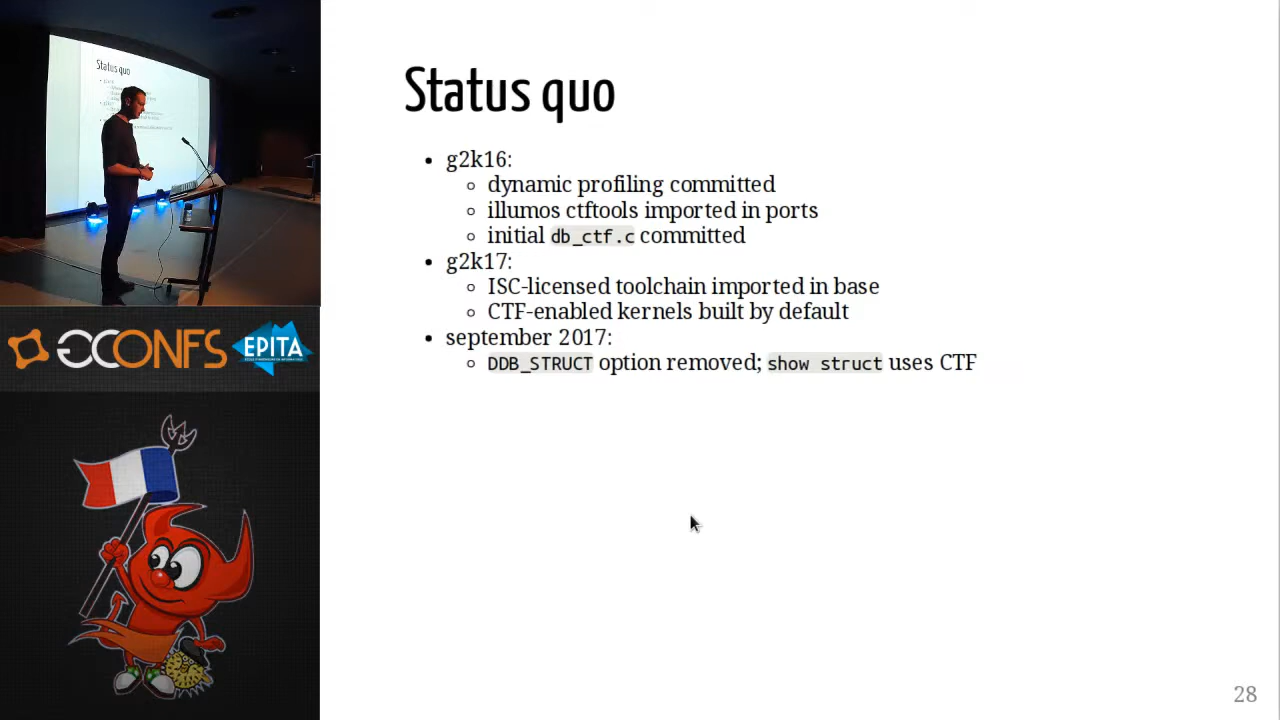 Status quo
g2k16:
dynamic profiling committed
illumos ctftools imported in ports
initial db_ctf.c committed
g2k17:
ISC-licensed toolchain imported in base
CTF-enabled kernels built by default
september 2017:
DDB_STRUCT option removed; show struct uses CTF
28
Status quo
GCONFS
EPITA